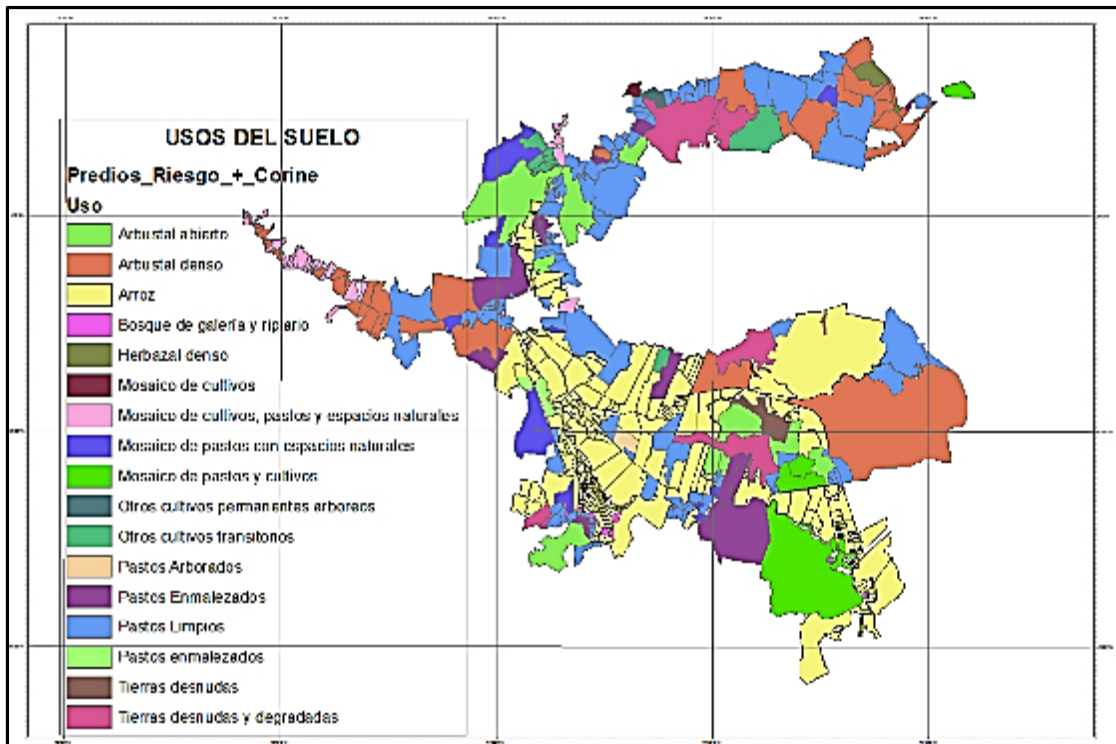 USOS DEL SUELO
Predios_Riesgo_+_Corine
Uso
Arbustal abierto
Arbustal denso
Arroz
Bosque de galería y ripario
Herbazal denso
Mosaico de cultivos
Mosaico de cultivos, pastos y espacios naturales
Mosaico de pastos con espacios naturales
Mosaico de pastos y cultivos
Otros cultivos permanentes arboreos
Otros cultivos transitorios
Pastos Arborados
Pastos Enmalezados
Pastos Limpios
Pastos enmalezados
Tierras desnudas
Tierras desnudas y degradadas